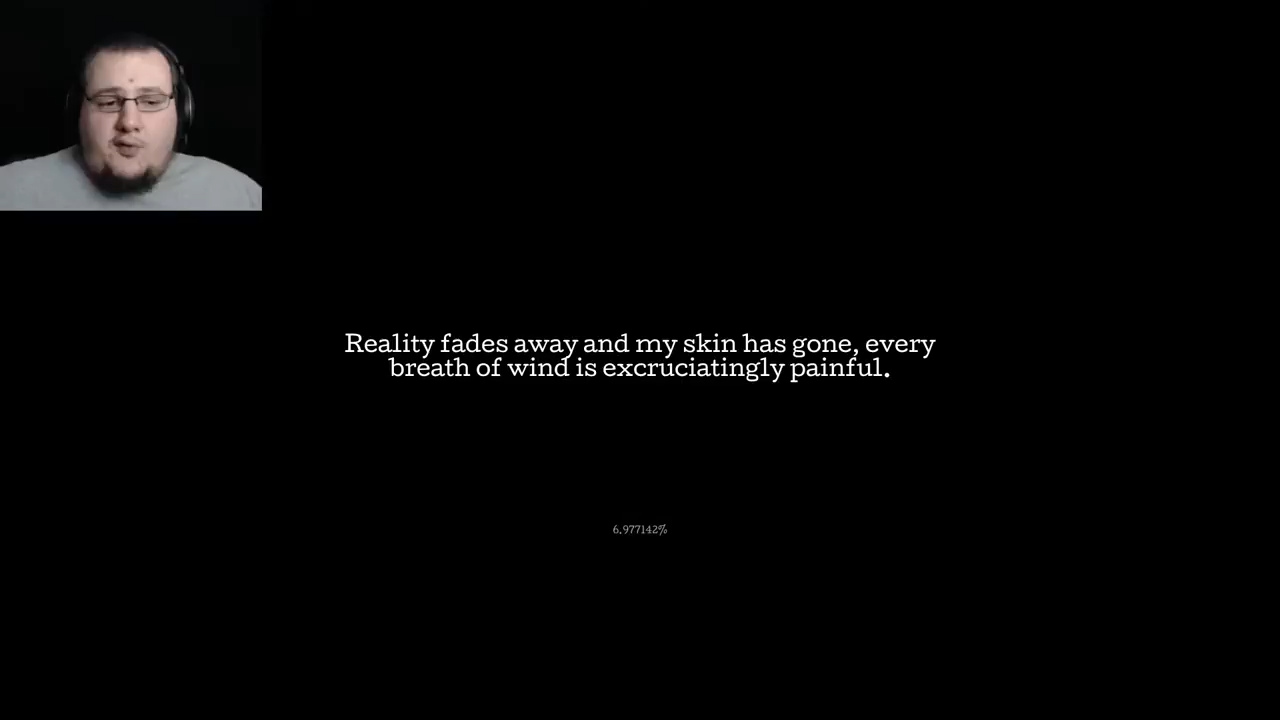 Reality fades away and my skin has gone, every
breath of wind is excruciatingly painful.
6.977142%